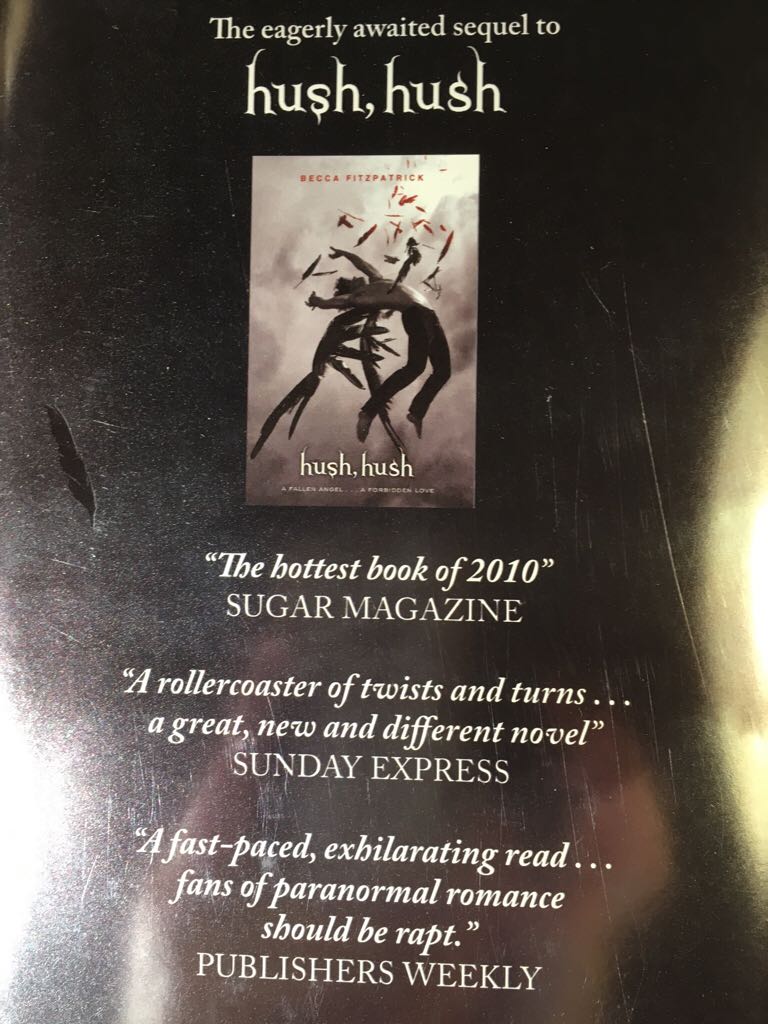 The eagerly awaited sequel to
hush, hush
BECCA FITZPATRICK
hush, hush
A FALLEN ANGEL . . . A FORBIDDEN LOVE
“The hottest book of 2010”
SUGAR MAGAZINE
“A rollercoaster of twists and turns . . .
a great, new and different novel”
SUNDAY EXPRESS
“A fast-paced, exhilarating read . . .
fans of paranormal romance
should be rapt.”
PUBLISHERS WEEKLY